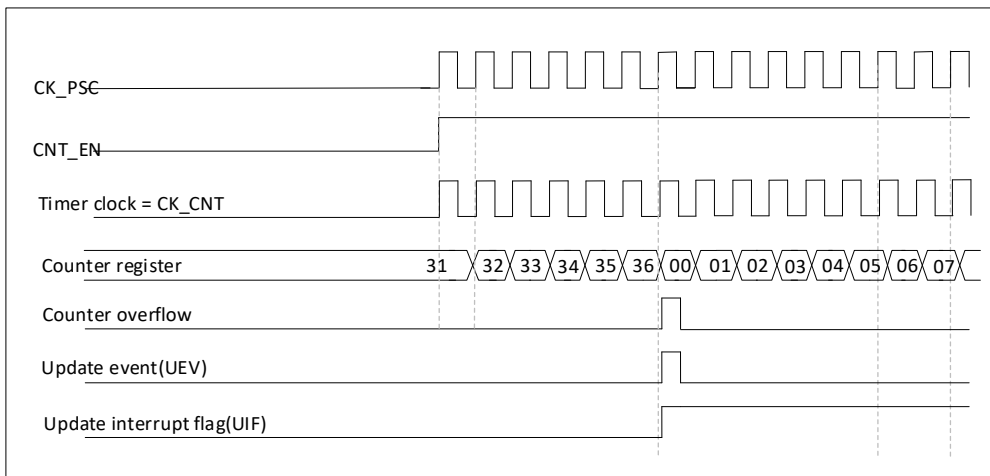 CK_PSC
CNT_EN
Timer clock = CK_CNT
Counter register 31 32 33 34 35 36 00 01 02 03 04 05 06 07
Counter overflow
Update event(UEV)
Update interrupt flag(UIF)